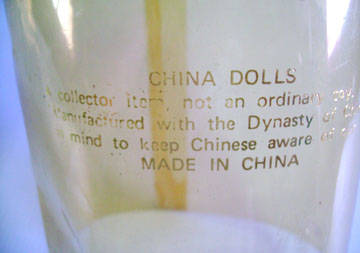 CHINA DOLLS
collector item, not an ordinary
Manufactured with the Dynasty of
mind to keep Chinese aware
MADE IN CHINA